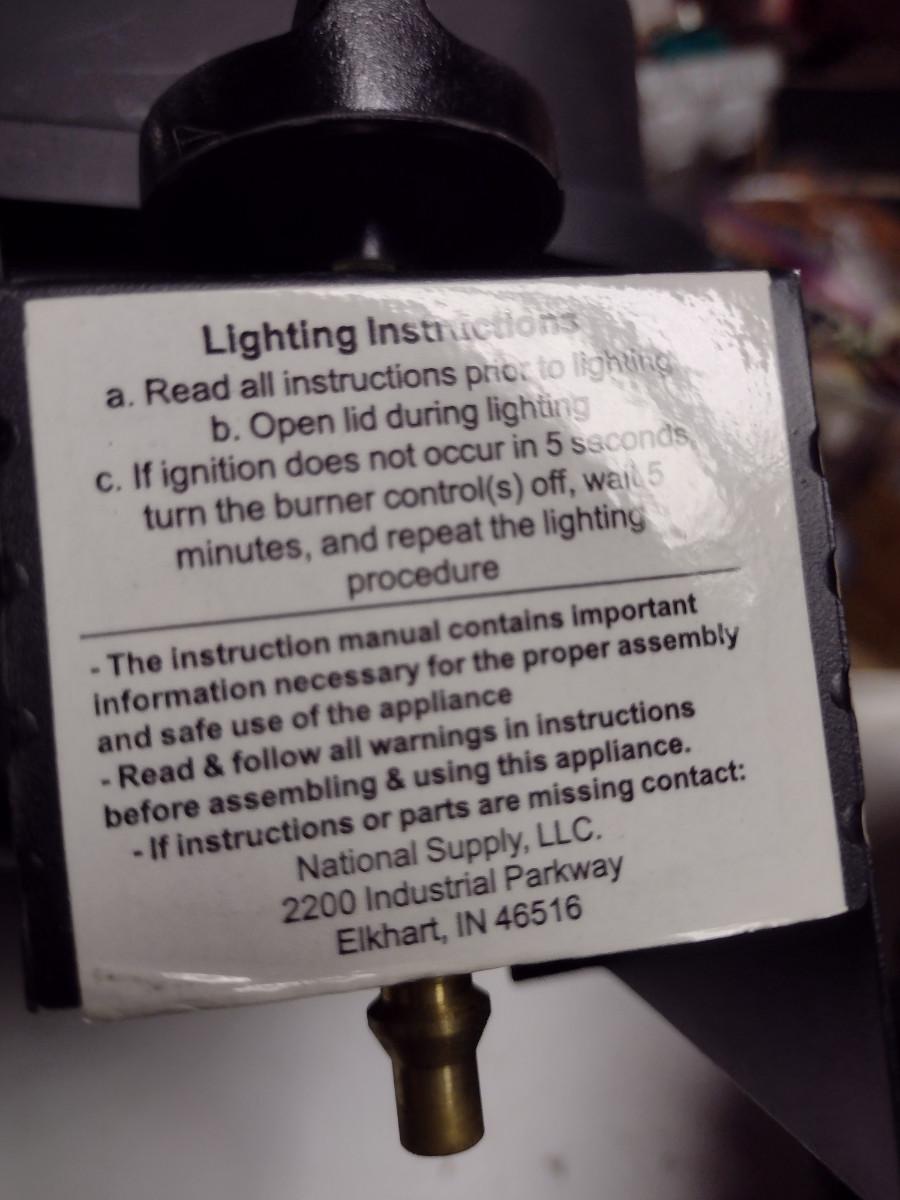 Lighting Instructions
a. Read all instructions prior to lighting
b. Open lid during lighting
c. If ignition does not occur in 5 seconds,
turn the burner control(s) off, wait 5
minutes, and repeat the lighting
procedure
- The instruction manual contains important
information necessary for the proper assembly
and safe use of the appliance
- Read & follow all warnings in instructions
before assembling & using this appliance.
- If instructions or parts are missing contact:
National Supply, LLC.
2200 Industrial Parkway
Elkhart, IN 46516